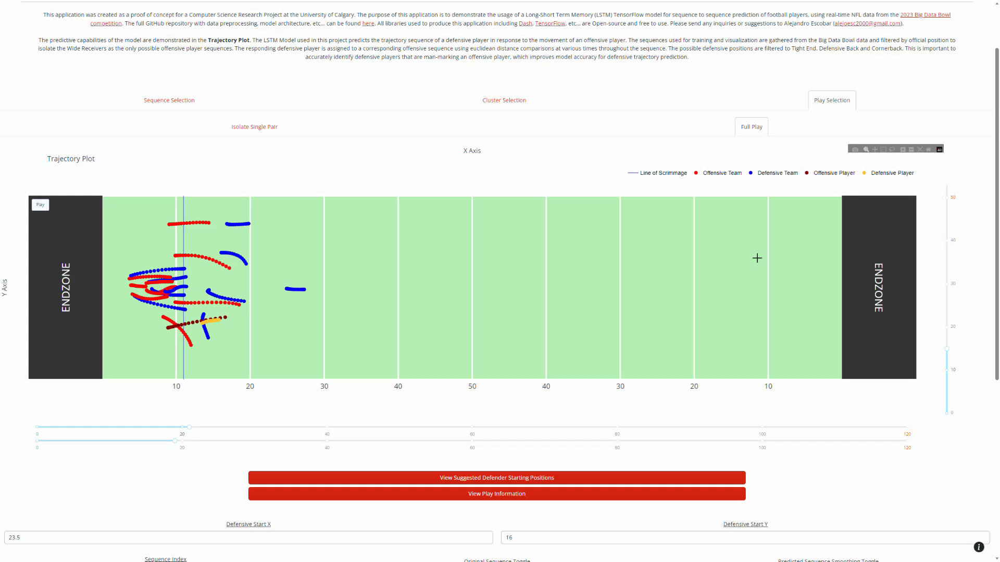 This application was created as a proof of concept for a Computer Science Research Project at the University of Calgary. The purpose of this application is to demonstrate the usage of a Long-Short Term Memory (LSTM) TensorFlow model for sequence to sequence prediction of football players, using real-time NFL data from the 2023 Big Data Bowl
competition. The full GitHub repository with data preprocessing, model architecture, etc... can be found here. All libraries used to produce this application including Dash, TensorFlow, etc... are Open-source and free to use. Please send any inquiries or suggestions to Alejandro Escobar (alejoesc2000@gmail.com).
The predictive capabilities of the model are demonstrated in the Trajectory Plot. The LSTM Model used in this project predicts the trajectory sequence of a defensive player in response to the movement of an offensive player. The sequences used for training and visualization are gathered from the Big Data Bowl data and filtered by official position to
isolate the Wide Receivers as the only possible offensive player sequences. The responding defensive player is assigned to a corresponding offensive sequence using euclidean distance comparisons at various times throughout the sequence. The possible defensive positions are filtered to Tight End, Defensive Back and Cornerback. This is important to
accurately identify defensive players that are man-marking an offensive player, which improves model accuracy for defensive trajectory prediction.
Sequence Selection
Cluster Selection
Play Selection
Isolate Single Pair
Full Play
X Axis
Trajectory Plot
Line of Scrimmage
Offensive Team
Defensive Team
Offensive Player
Defensive Player
Play
ENDZONE
ENDZONE
Y Axis
50
40
30
20
10
0
10 20 30 40 50 40 30 20 10
0 20 40 60 80 100 120
0 20 40 60 80 100 120
View Suggested Defender Starting Positions
View Play Information
Defensive Start X
Defensive Start Y
23.5
16
i
Sequence Index
Original Sequence Toggle
Predicted Sequence Smoothing Toggle